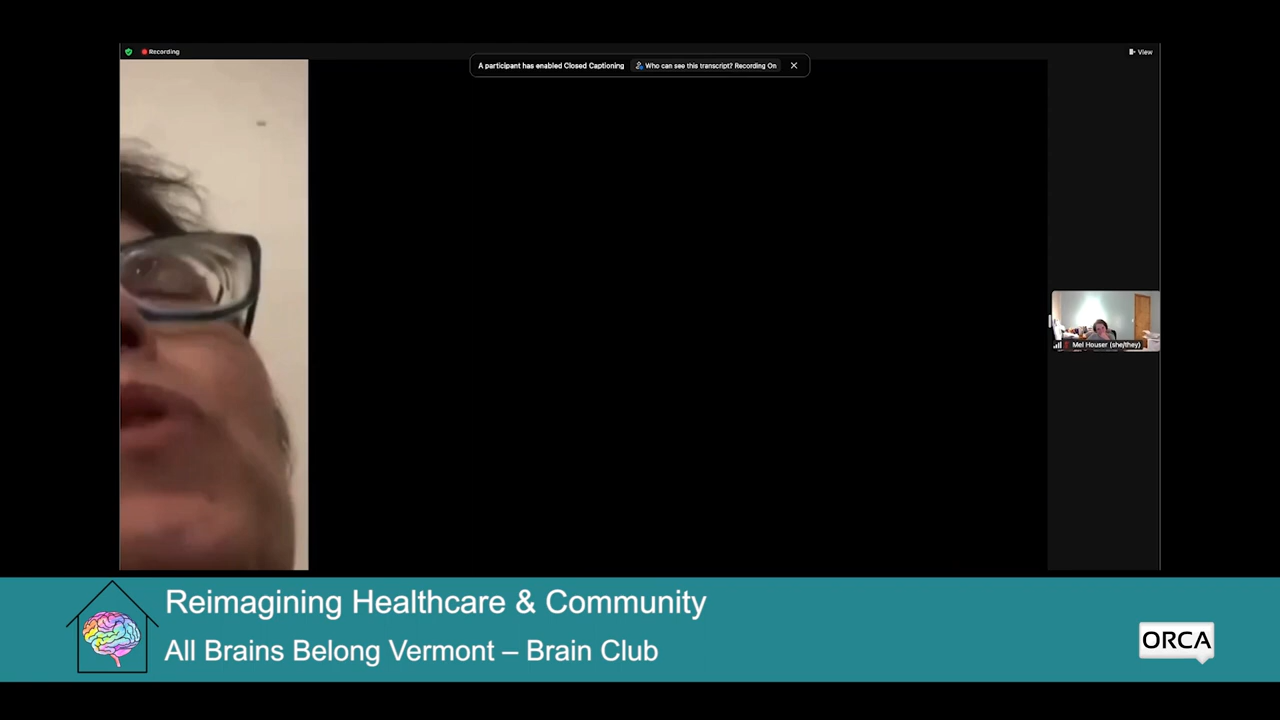 Recording
View
A participant has enabled Closed Captioning
Who can see this transcript? Recording On
Mel Houser (she/they)
Reimagining Healthcare & Community
All Brains Belong Vermont – Brain Club
ORCA